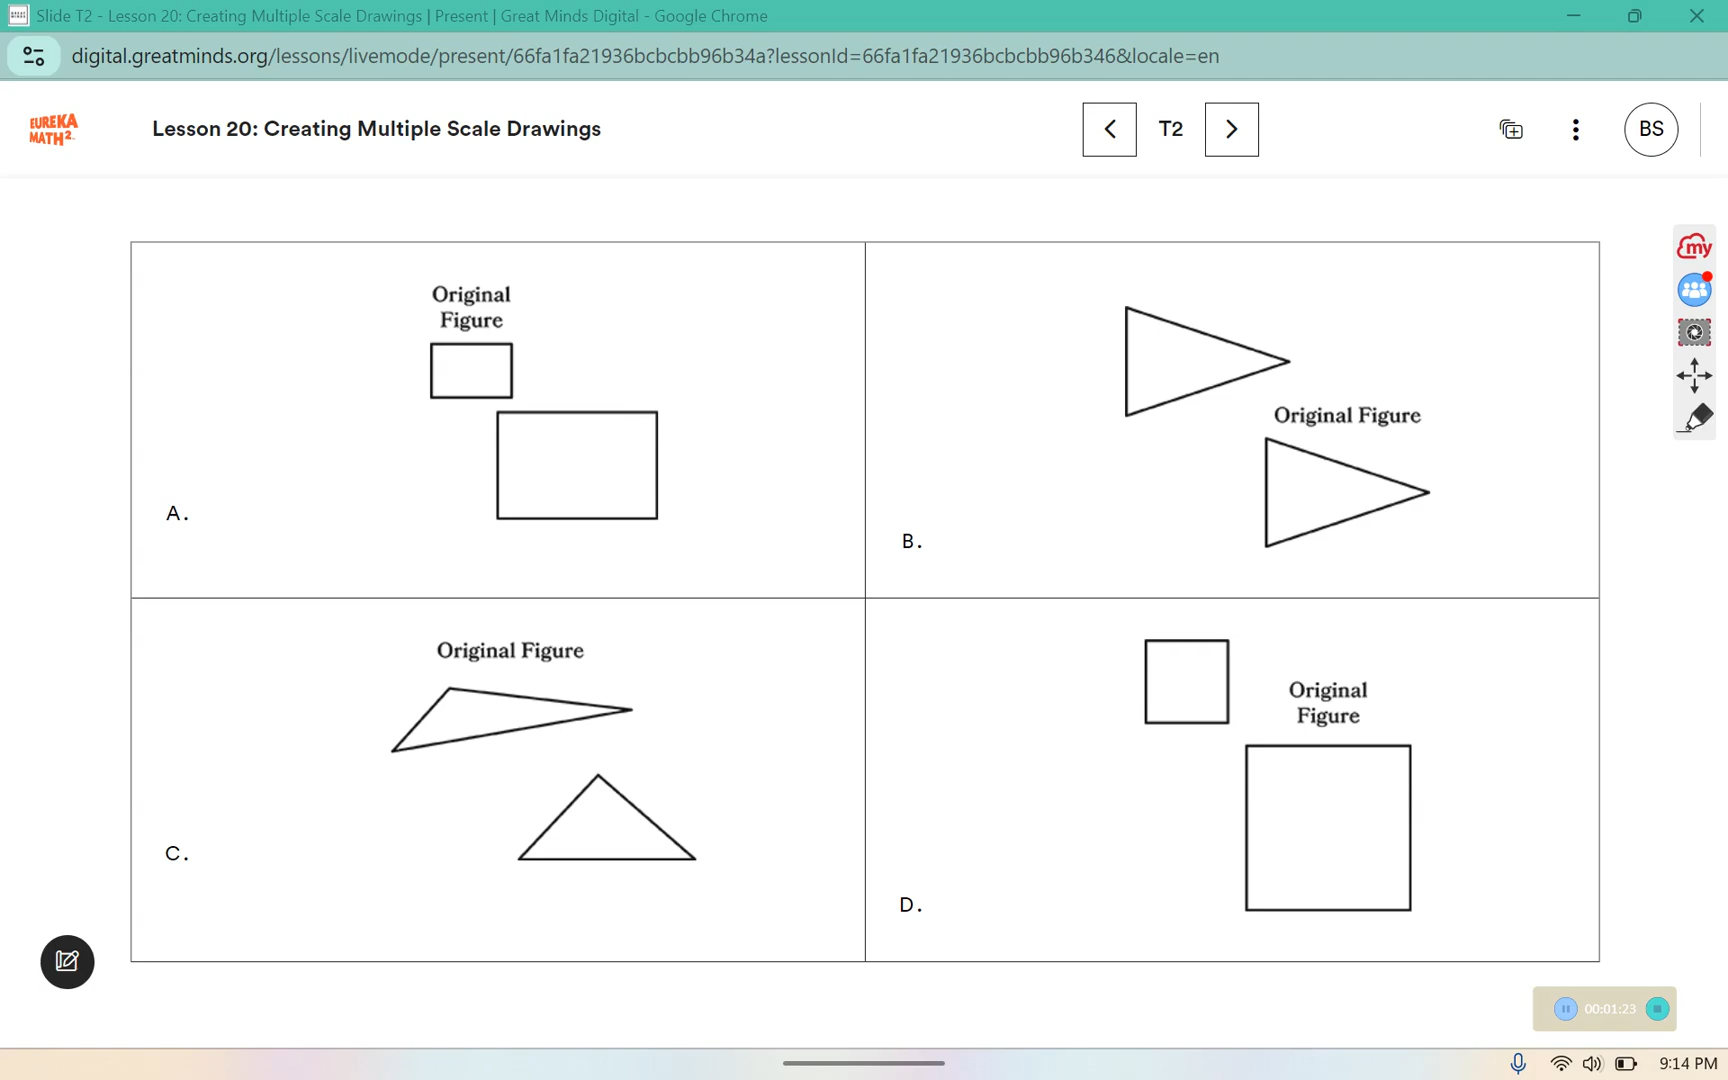 Slide T2 - Lesson 20: Creating Multiple Scale Drawings | Present | Great Minds Digital - Google Chrome
digital.greatminds.org/lessons/livemode/present/66fa1fa21936bcbcbb96b34a?lessonId=66fa1fa21936bcbcbb96b346&locale=en
EUREKA
MATH2
Lesson 20: Creating Multiple Scale Drawings
T2
BS
my
Original
Figure
A.
Original Figure
B.
Original Figure
C.
Original
Figure
D.
00:01:23
9:14 PM